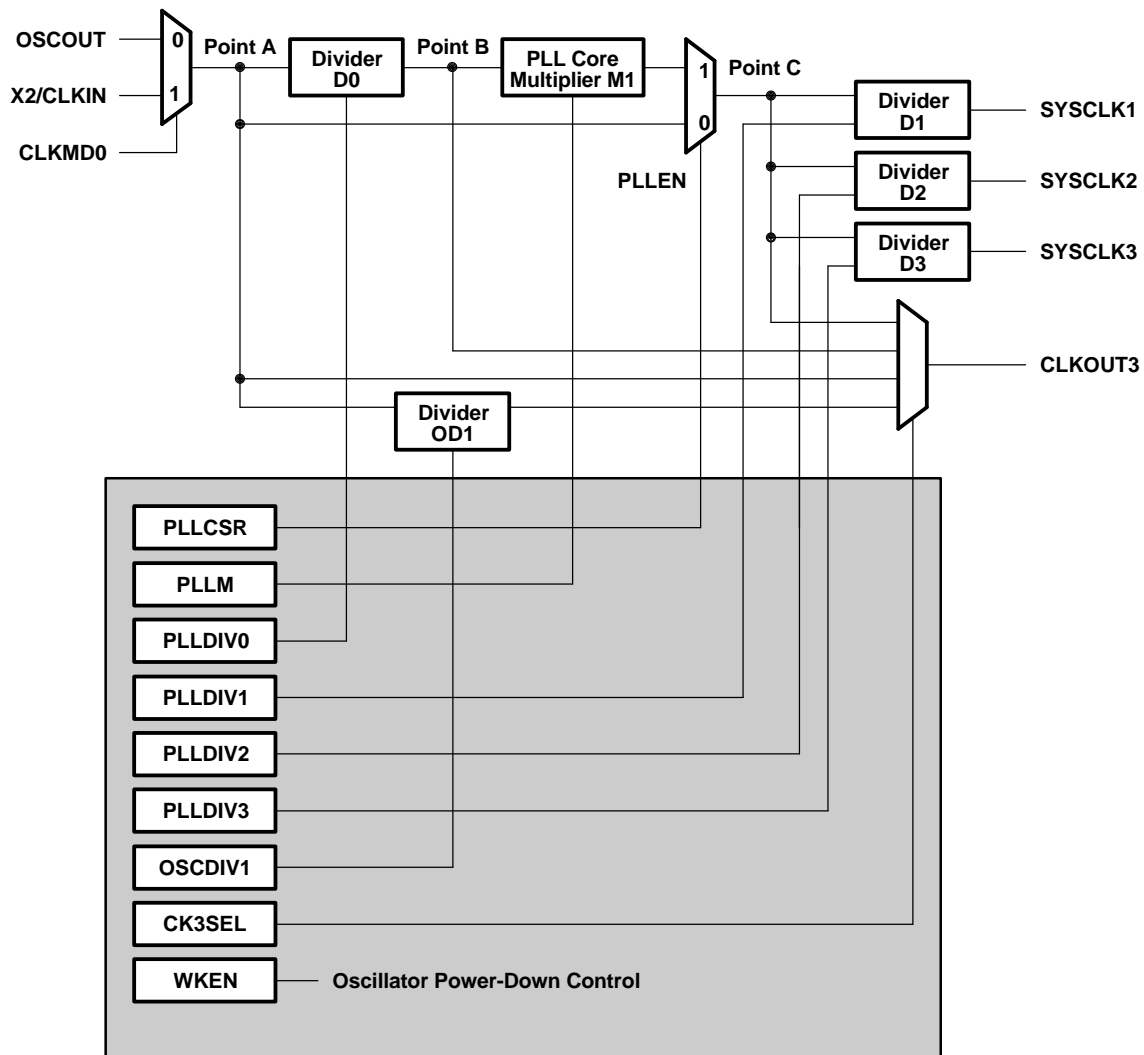 OSCOUT
0
X2/CLKIN
1
CLKMD0
Point A
Divider
D0
Point B
PLL Core
Multiplier M1
1
0
PLLEN
Point C
Divider
D1
SYSCLK1
Divider
D2
SYSCLK2
Divider
D3
SYSCLK3
CLKOUT3
Divider
OD1
PLLCSR
PLLM
PLLDIV0
PLLDIV1
PLLDIV2
PLLDIV3
OSCDIV1
CK3SEL
WKEN
Oscillator Power-Down Control